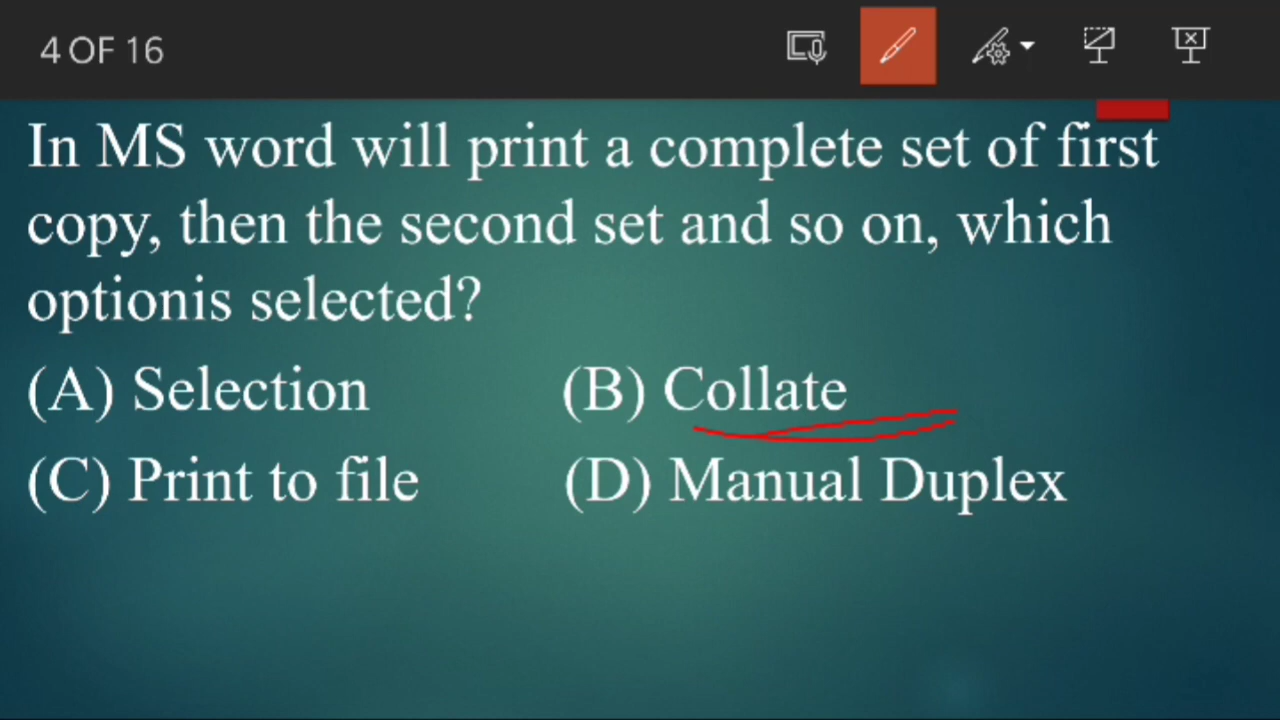 4 OF 16
In MS word will print a complete set of first
copy, then the second set and so on, which
optionis selected?
(A) Selection (B) Collate
(C) Print to file (D) Manual Duplex